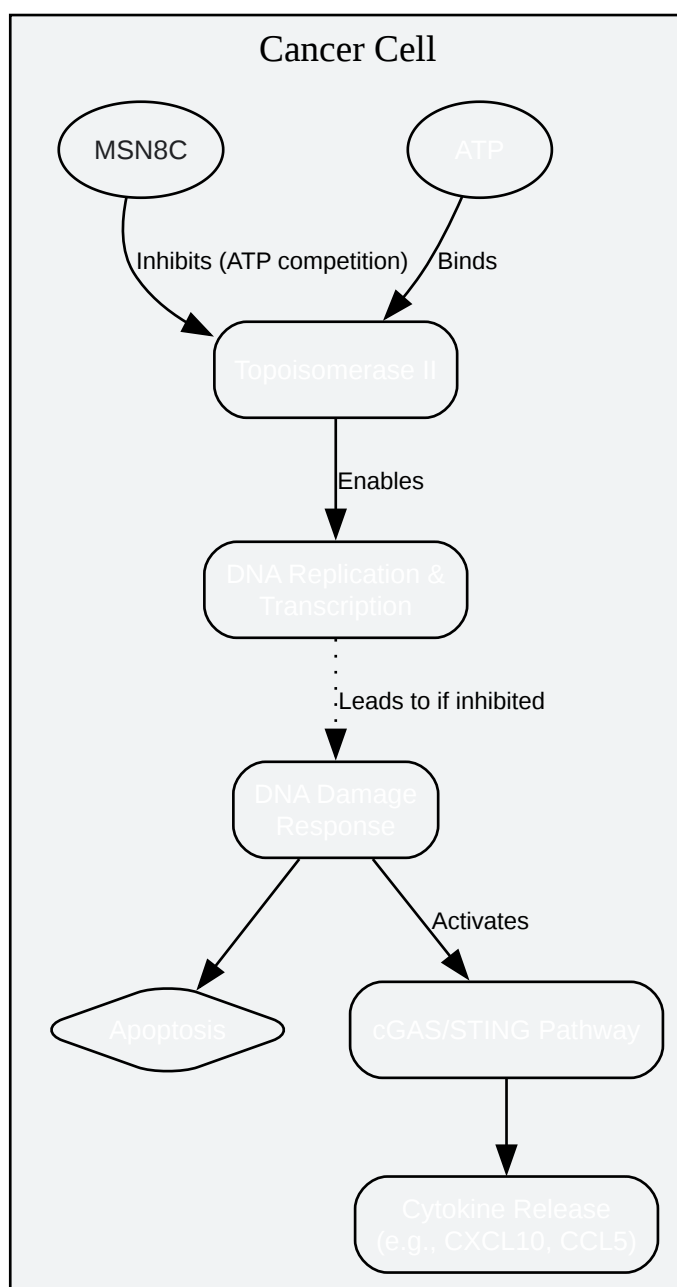 Cancer Cell
MSN8C
ATP
Inhibits (ATP competition)
Binds
Topoisomerase II
Enables
DNA Replication &
Transcription
Leads to if inhibited
DNA Damage
Response
Activates
Apoptosis
cGAS/STING Pathway
Cytokine Release
(e.g., CXCL10, CCL5)